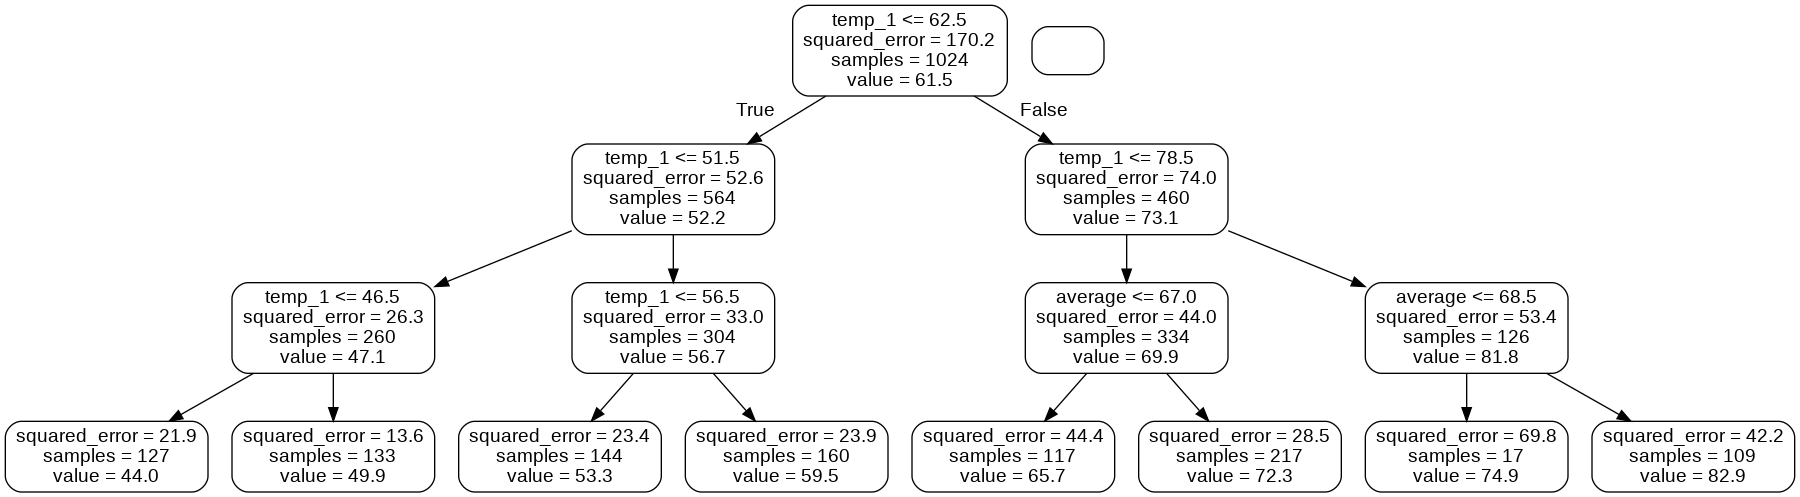 temp_1 <= 62.5
squared_error = 170.2
samples = 1024
value = 61.5
True
False
temp_1 <= 51.5
squared_error = 52.6
samples = 564
value = 52.2
temp_1 <= 78.5
squared_error = 74.0
samples = 460
value = 73.1
temp_1 <= 46.5
squared_error = 26.3
samples = 260
value = 47.1
temp_1 <= 56.5
squared_error = 33.0
samples = 304
value = 56.7
average <= 67.0
squared_error = 44.0
samples = 334
value = 69.9
average <= 68.5
squared_error = 53.4
samples = 126
value = 81.8
squared_error = 21.9
samples = 127
value = 44.0
squared_error = 13.6
samples = 133
value = 49.9
squared_error = 23.4
samples = 144
value = 53.3
squared_error = 23.9
samples = 160
value = 59.5
squared_error = 44.4
samples = 117
value = 65.7
squared_error = 28.5
samples = 217
value = 72.3
squared_error = 69.8
samples = 17
value = 74.9
squared_error = 42.2
samples = 109
value = 82.9